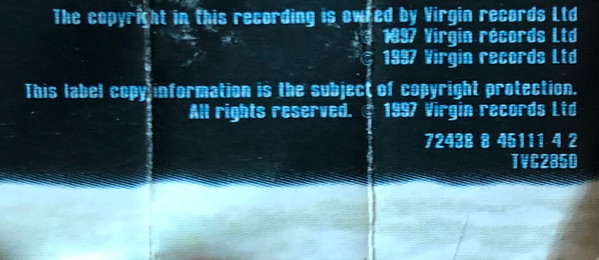 The copyright in this recording is owned by Virgin records Ltd
℗ 1997 Virgin records Ltd
© 1997 Virgin records Ltd
This label copy information is the subject of copyright protection.
All rights reserved. © 1997 Virgin records Ltd
72438 8 45111 4 2
TVC2850